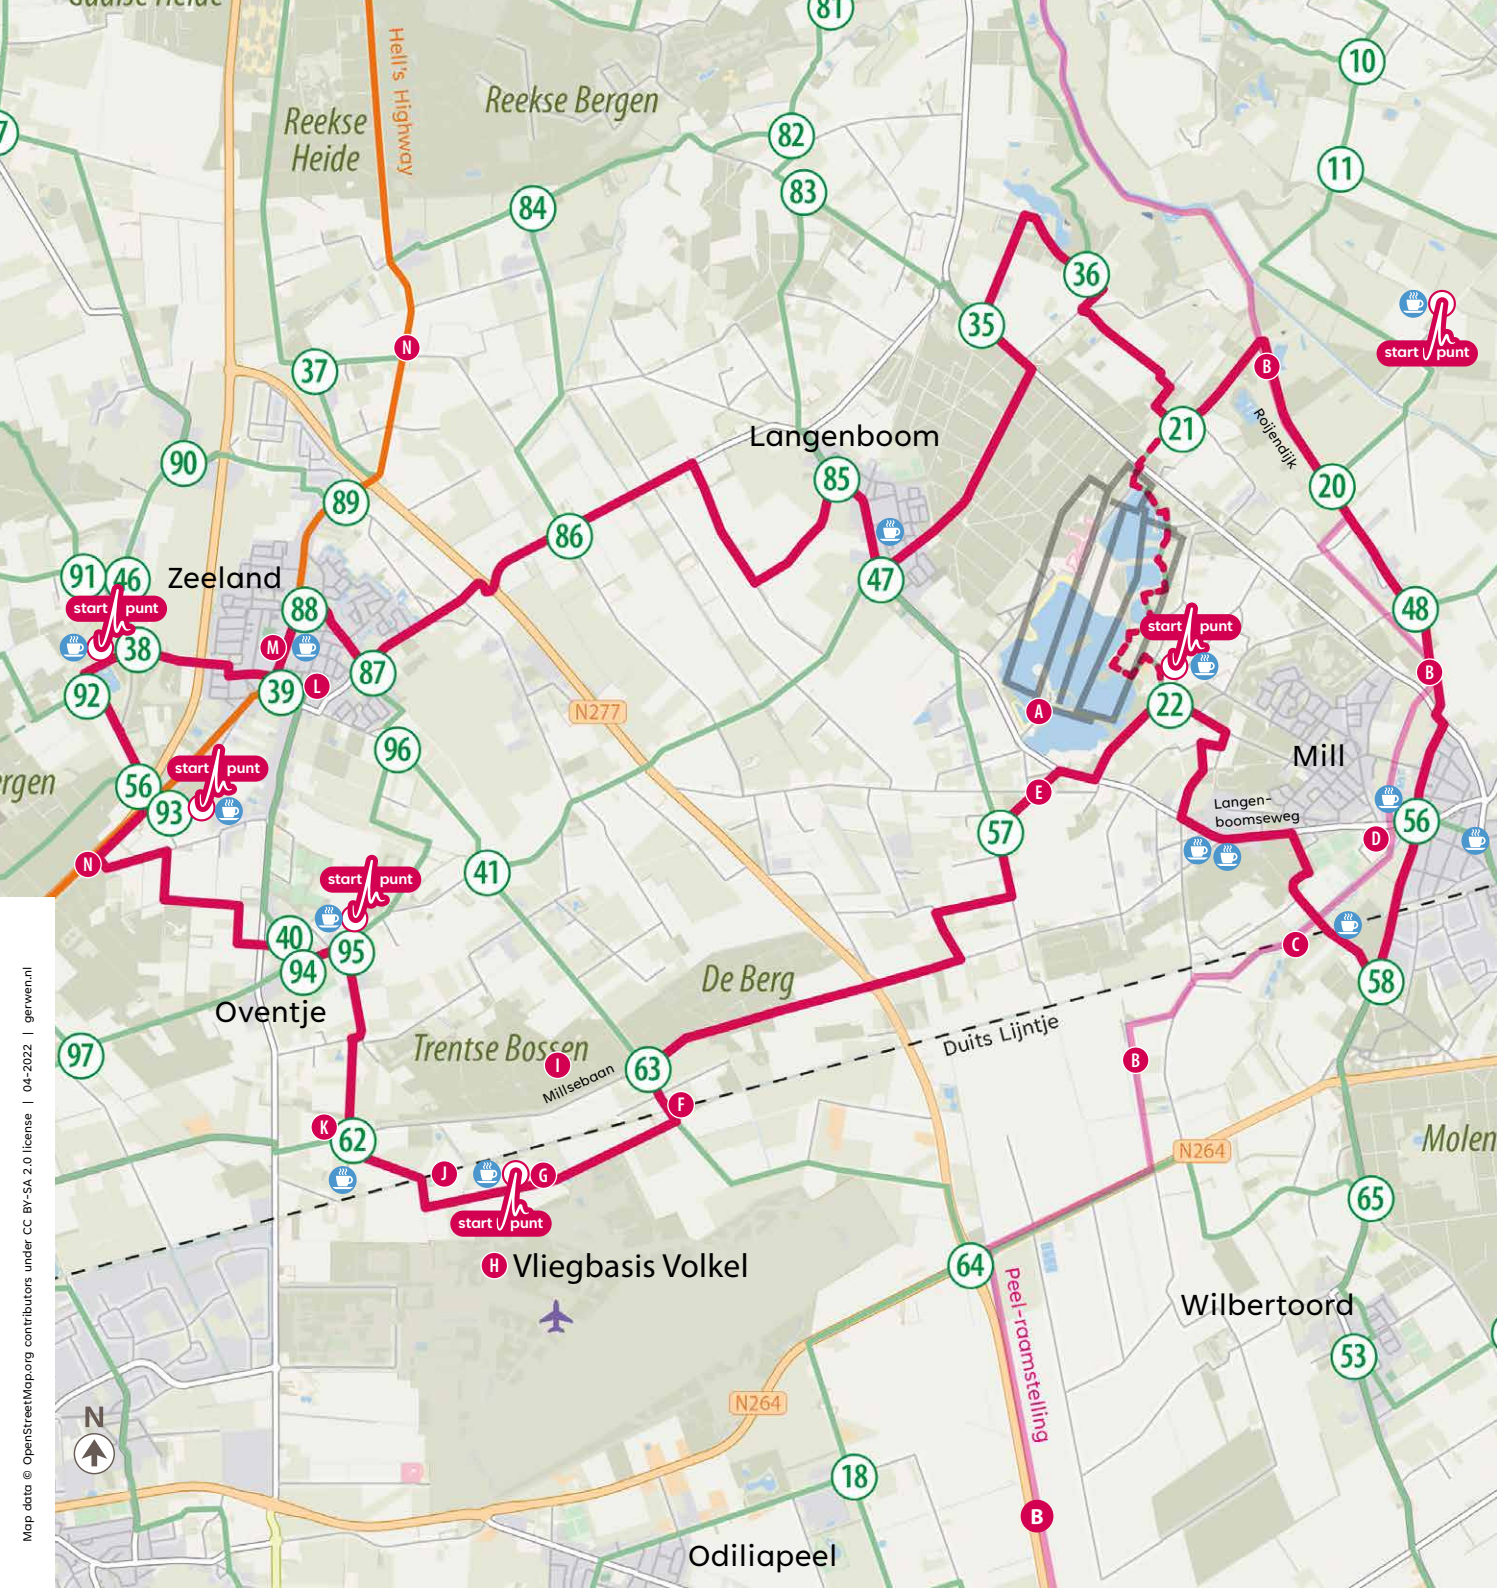 81
10
Hell's Highway
Reekse Bergen
Reekse
Heide
82
11
83
84
36
35
start punt
N
37
B
Langenboom
21
Roijendijk
90
85
20
89
86
91
46
Zeeland
47
48
start punt
88
start punt
38
M
87
B
92
39
L
22
N277
A
96
Mill
start punt
56
93
E
Langen-
boomseweg
57
56
D
N
start punt
41
40
95
C
94
De Berg
58
Oventje
Duits Lijntje
97
Trentse Bossen
I
63
B
Millsebaan
F
K
62
N264
Molen
J
G
65
start punt
H
Vliegbasis Volkel
64
Peel-raamstelling
Wilbertoord
53
N264
N
18
B
Odiliapeel
Map data © OpenStreetMap.org contributors under CC BY-SA 2.0 license | 04-2022 | gerwen.nl